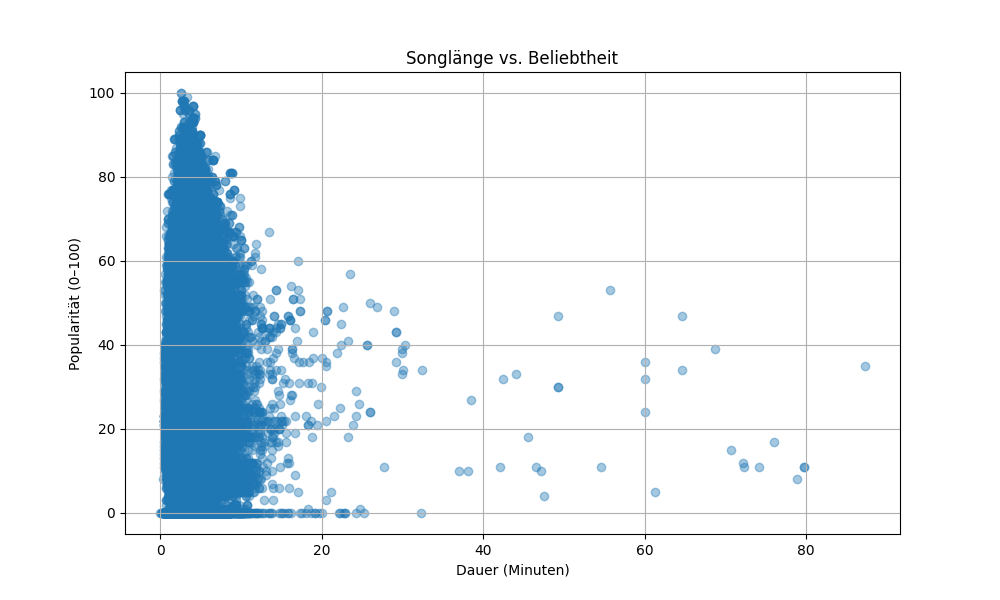 Songlänge vs. Beliebtheit
100
80
60
40
20
0
Popularität (0–100)
0 20 40 60 80
Dauer (Minuten)